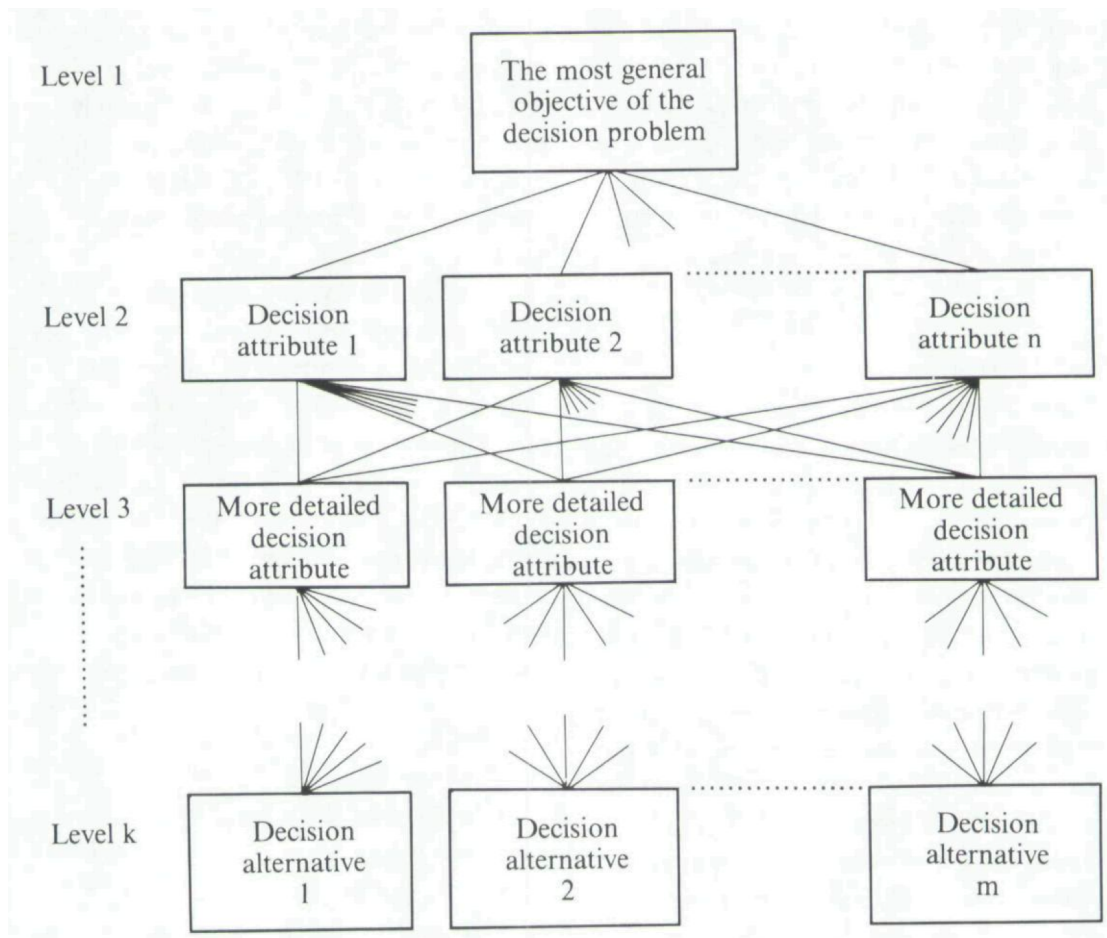 Level 1
The most general
objective of the
decision problem
Level 2
Decision
attribute 1
Decision
attribute 2
Decision
attribute n
Level 3
More detailed
decision
attribute
More detailed
decision
attribute
More detailed
decision
attribute
Level k
Decision
alternative
1
Decision
alternative
2
Decision
alternative
m